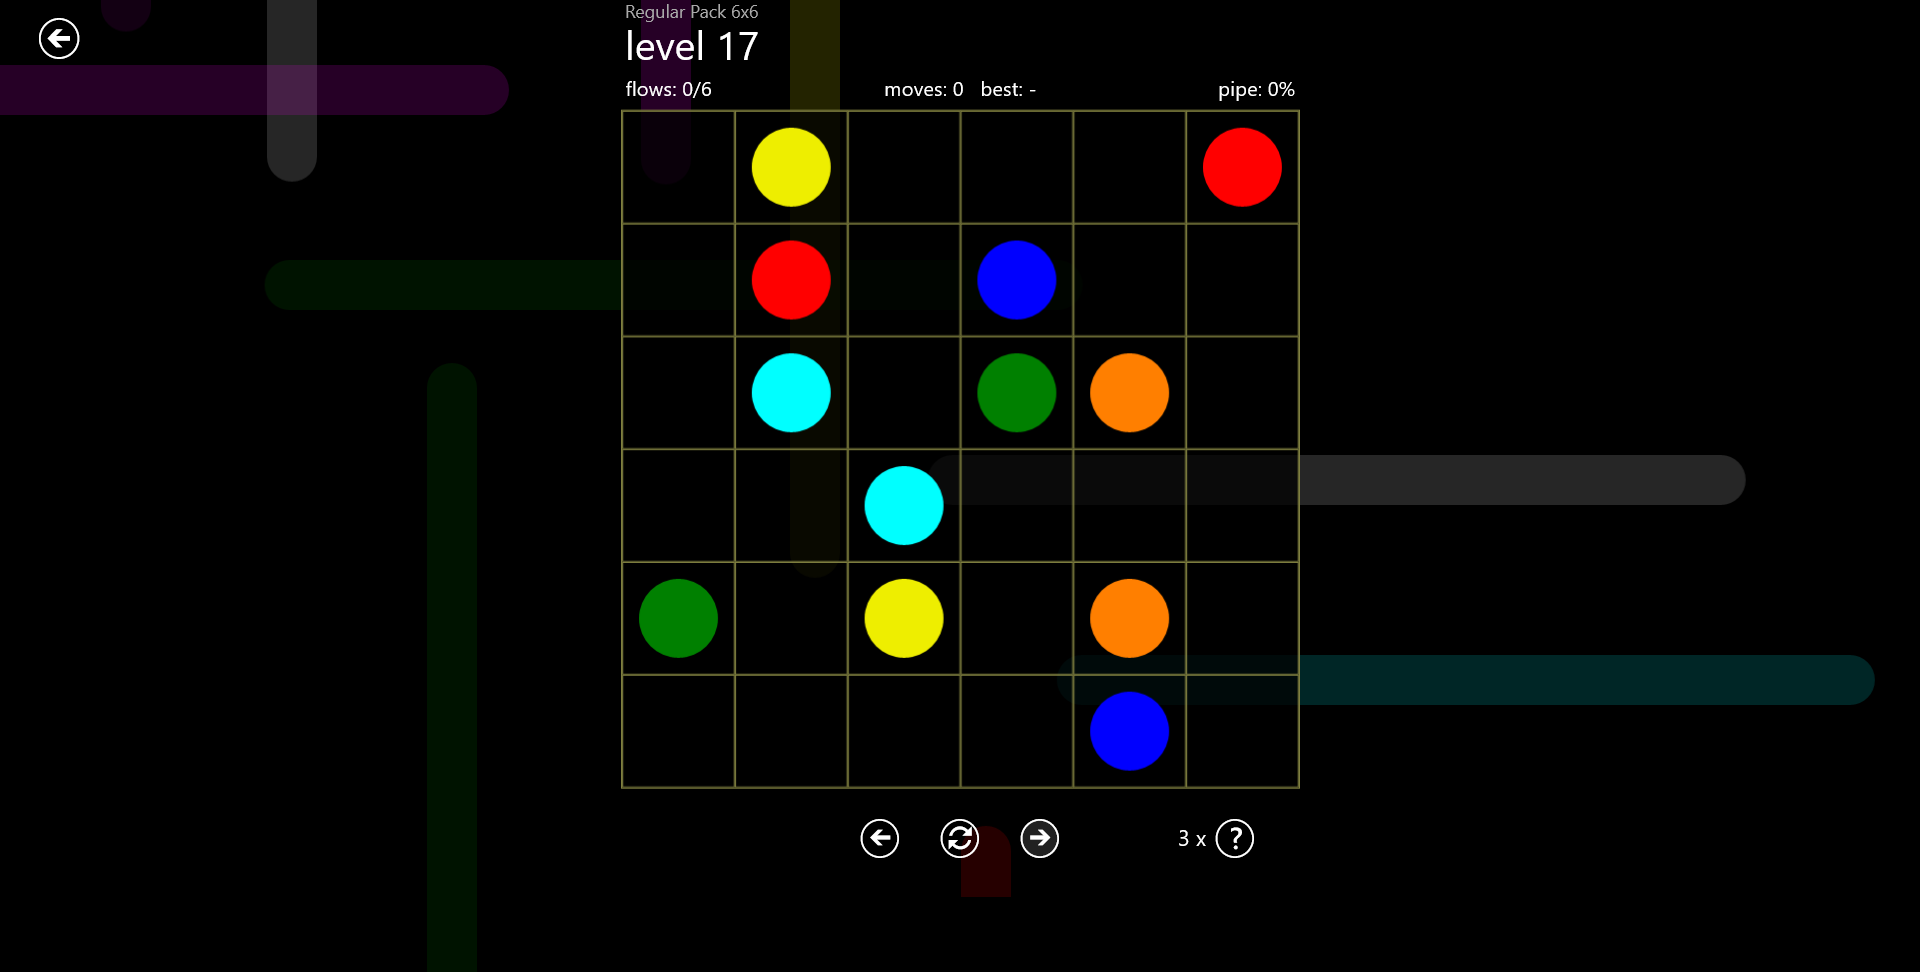 Regular Pack 6x6
level 17
flows: 0/6 moves: 0 best: - pipe: 0%
3 x ?